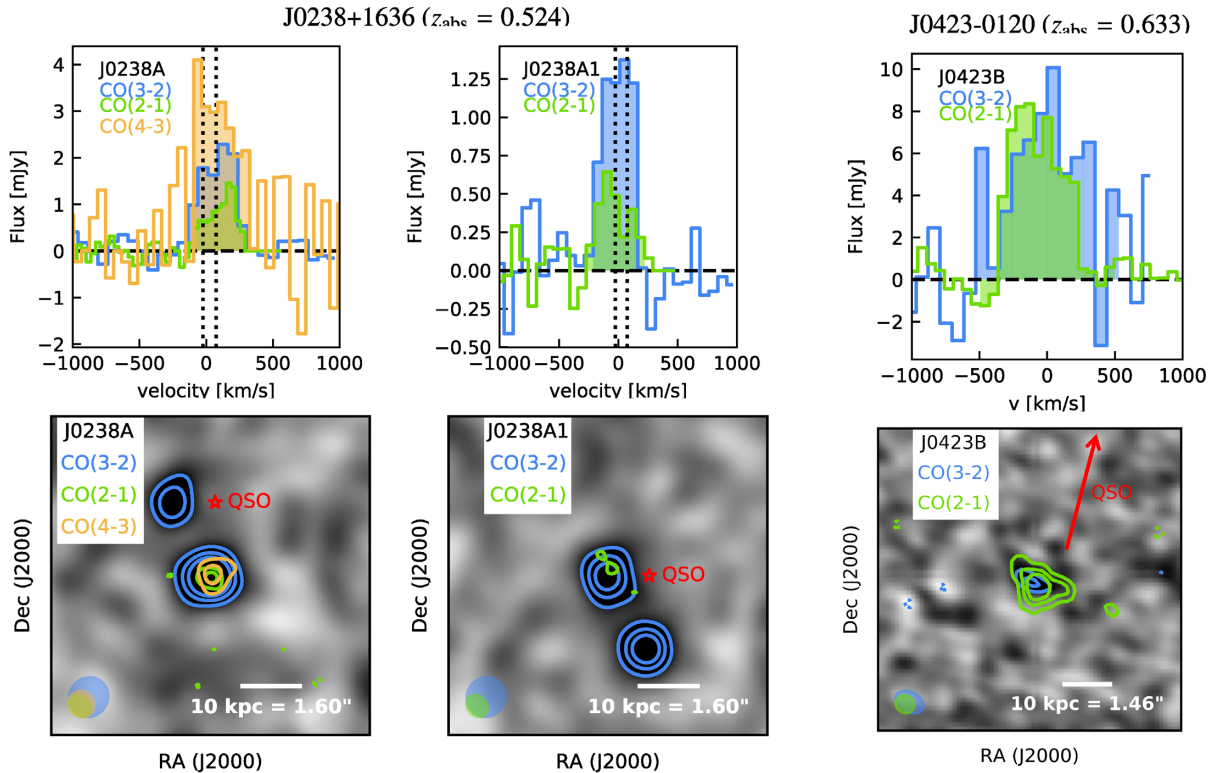 J0238+1636 (zabs = 0.524)
J0423-0120 (zabs = 0.633)
J0238A
CO(3-2)
CO(2-1)
CO(4-3)
Flux [mJy]
4
3
2
1
0
−1
−2
−1000 −500 0 500 1000
velocity [km/s]
J0238A1
CO(3-2)
CO(2-1)
Flux [mJy]
1.25
1.00
0.75
0.50
0.25
0.00
−0.25
−0.50
−1000 −500 0 500 1000
velocity [km/s]
J0423B
CO(3-2)
CO(2-1)
Flux [mJy]
10
8
6
4
2
0
−2
−1000 −500 0 500 1000
v [km/s]
J0238A
CO(3-2)
CO(2-1)
CO(4-3)
QSO
10 kpc = 1.60"
Dec (J2000)
RA (J2000)
J0238A1
CO(3-2)
CO(2-1)
QSO
10 kpc = 1.60"
Dec (J2000)
RA (J2000)
J0423B
CO(3-2)
CO(2-1)
QSO
10 kpc = 1.46"
Dec (J2000)
RA (J2000)